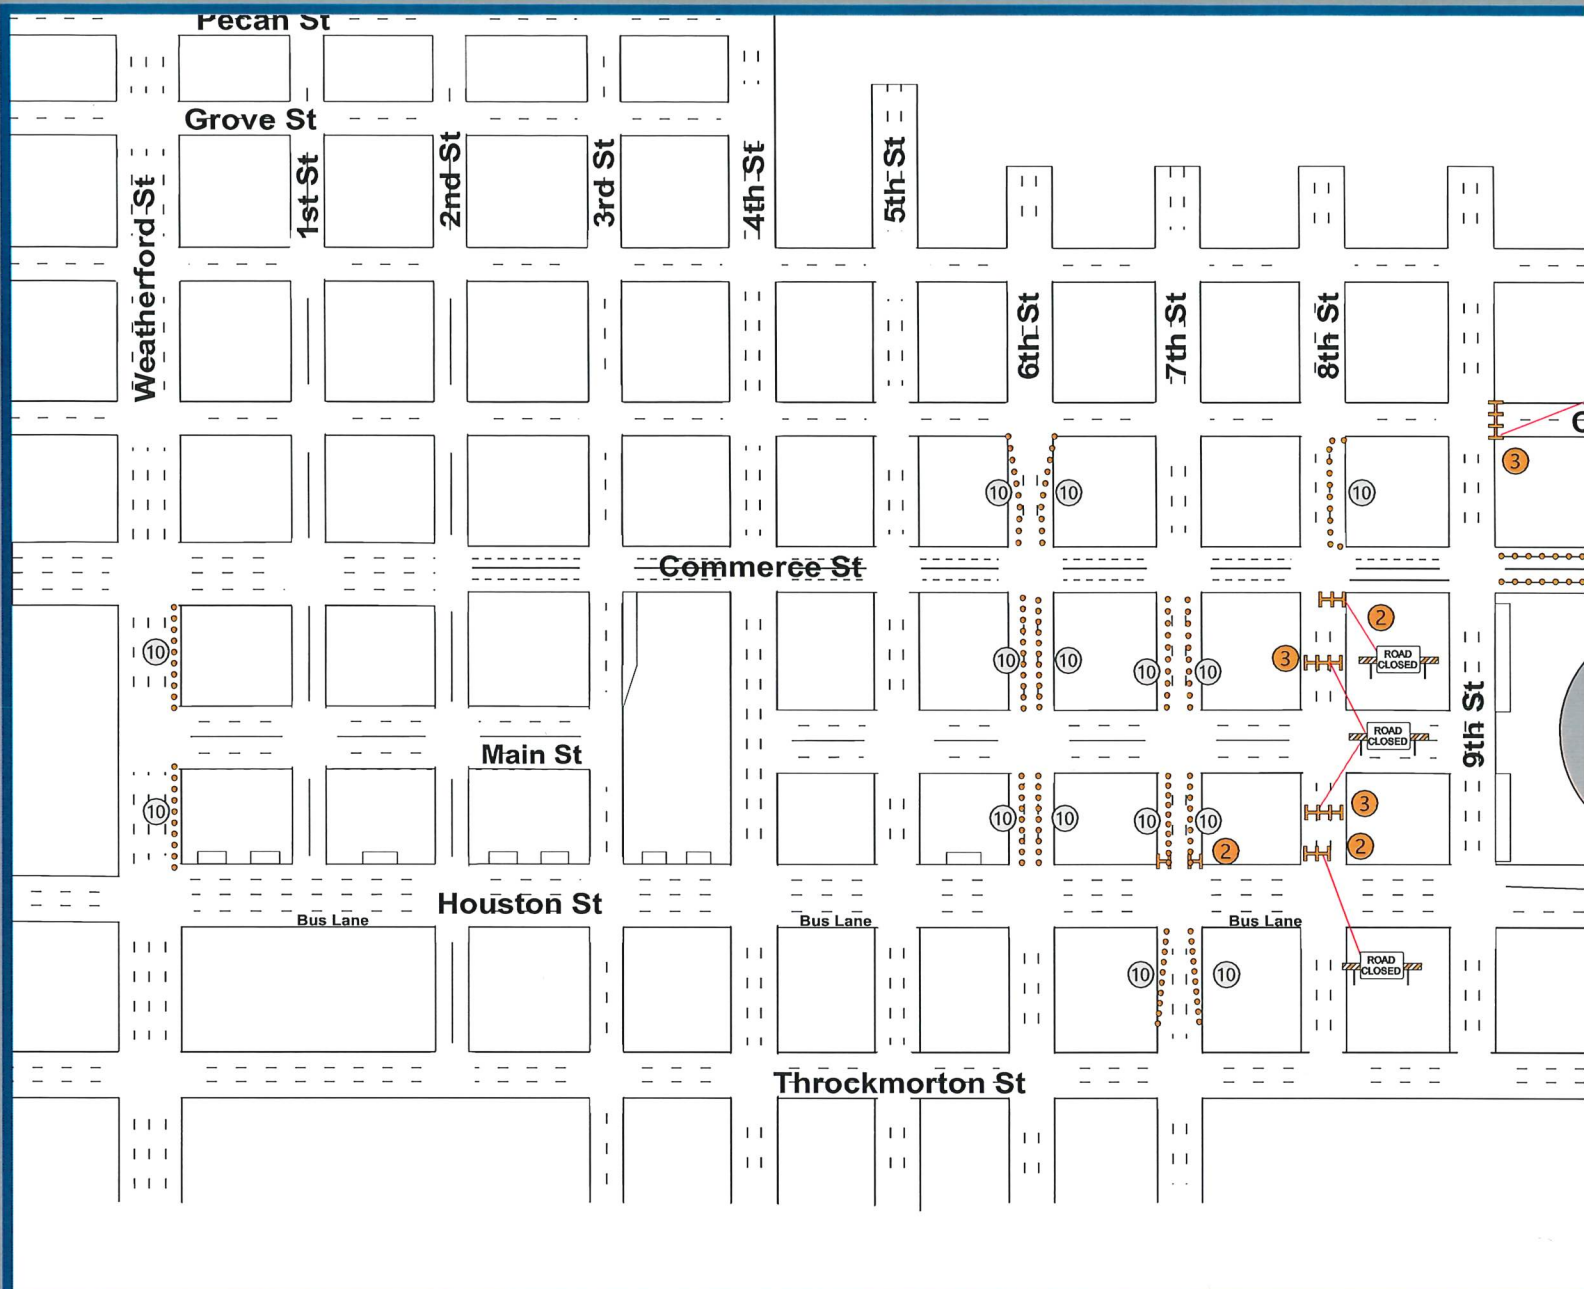 Pecan St
Grove St
Weatherford St
1st St
2nd St
3rd St
4th St
5th St
6th St
7th St
8th St
3
10
10
10
Commerce St
2
10
10
10
10
10
3
ROAD
CLOSED
9th St
ROAD
CLOSED
Main St
10
10
10
10
10
3
2
2
Houston St
Bus Lane
Bus Lane
Bus Lane
10
10
ROAD
CLOSED
Throckmorton St